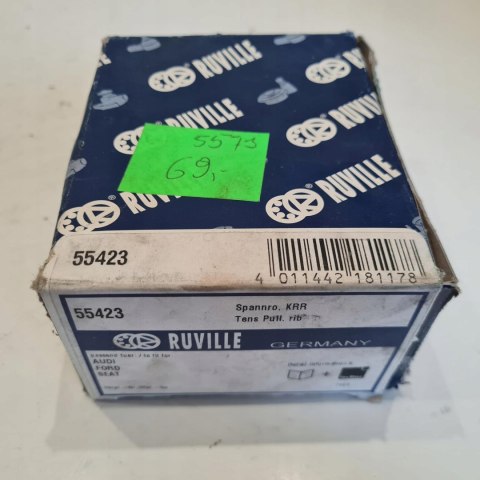 RUVILLE
RUVILLE
RUVILLE
RUVILLE
5573
69,-
55423
4 011442 181178
55423
Spannro. KRR
Tens Pull. rib
RUVILLE
GERMANY
AUDI
FORD
SEAT